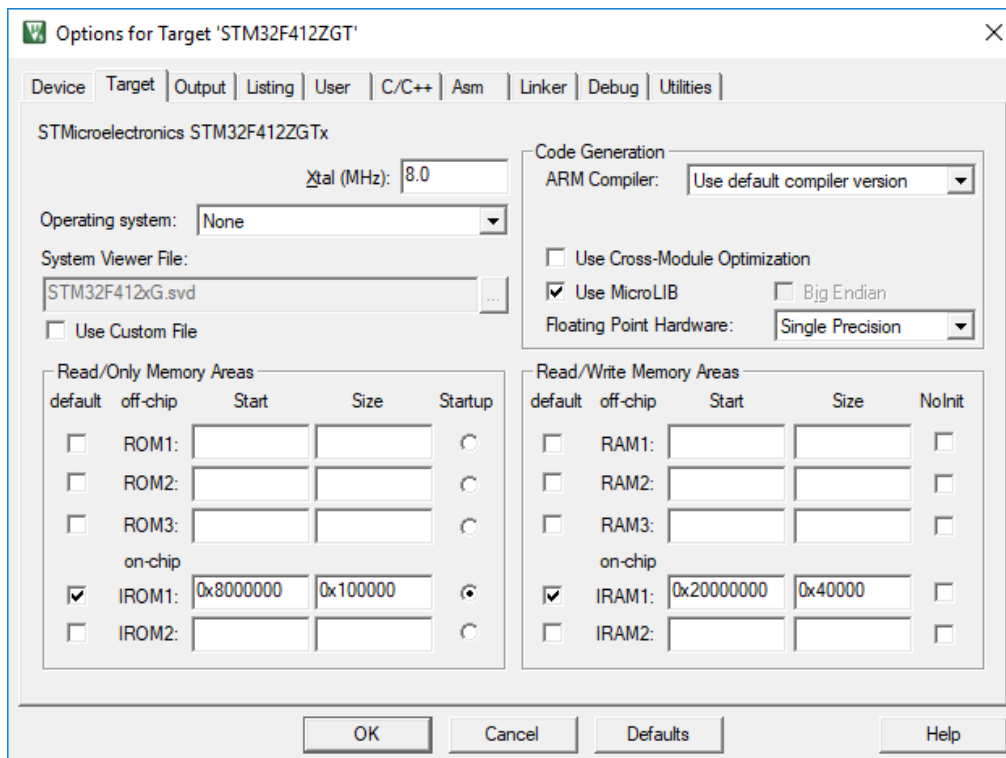 Options for Target 'STM32F412ZGT'
Device Target Output Listing User C/C++ Asm Linker Debug Utilities
STMicroelectronics STM32F412ZGTx
Xtal (MHz): 8.0
Operating system: None
System Viewer File:
STM32F412xG.svd ...
Use Custom File
Code Generation
ARM Compiler: Use default compiler version
Use Cross-Module Optimization
Use MicroLIB Big Endian
Floating Point Hardware: Single Precision
Read/Only Memory Areas
default off-chip Start Size Startup
ROM1:
ROM2:
ROM3:
on-chip
IROM1: 0x8000000 0x100000
IROM2:
Read/Write Memory Areas
default off-chip Start Size NoInit
RAM1:
RAM2:
RAM3:
on-chip
IRAM1: 0x20000000 0x40000
IRAM2:
OK Cancel Defaults Help